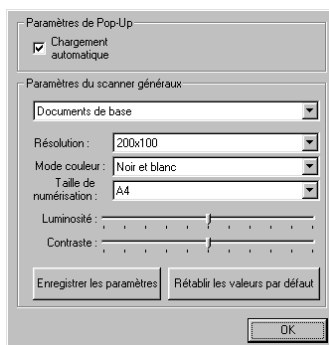 Paramètres de Pop-Up
Chargement
automatique
Paramètres du scanner généraux
Documents de base
Résolution : 200x100
Mode couleur : Noir et blanc
Taille de
numérisation : A4
Luminosité :
Contraste :
Enregistrer les paramètres Rétablir les valeurs par défaut
OK